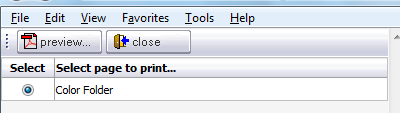 File Edit View Favorites Tools Help
preview... close
Select Select page to print...
Color Folder